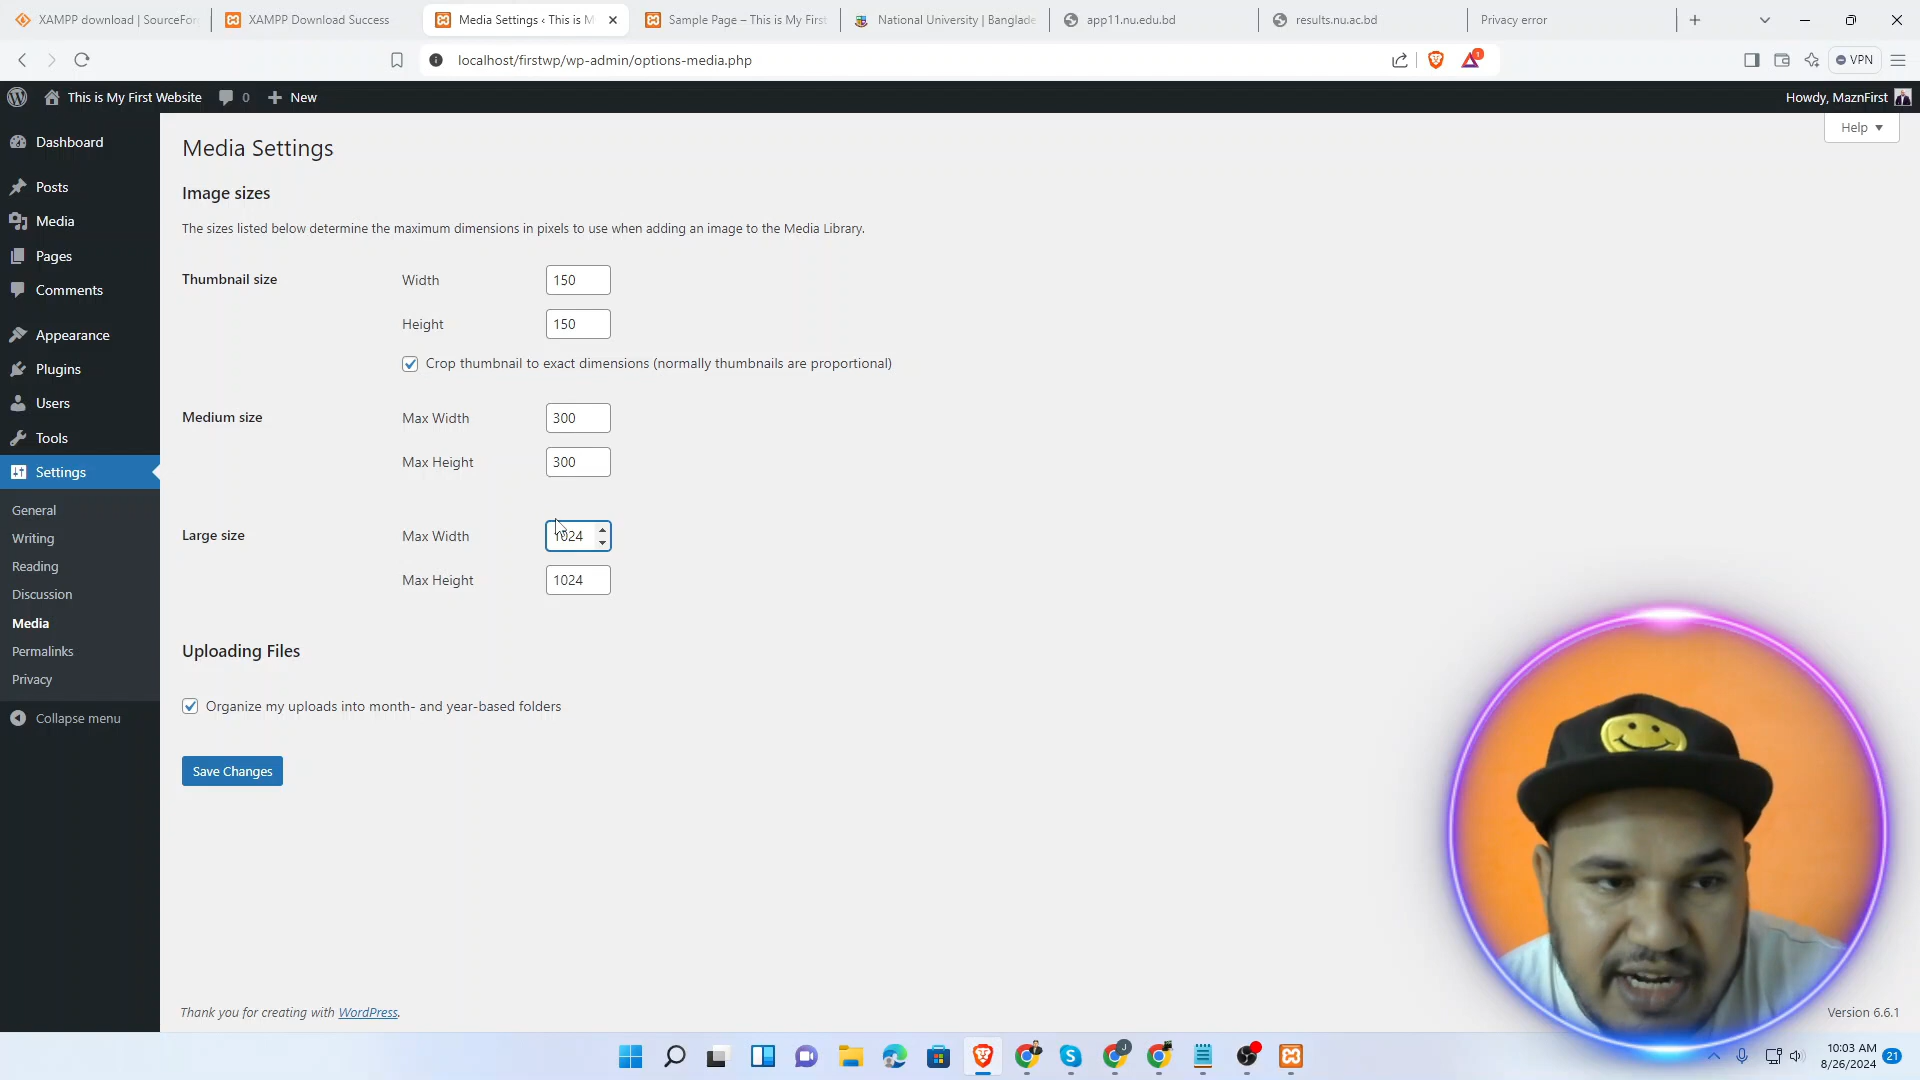 XAMPP download | SourceFor
XAMPP Download Success
Media Settings ‹ This is M
Sample Page – This is My First
National University | Banglade
app11.nu.edu.bd
results.nu.ac.bd
Privacy error
localhost/firstwp/wp-admin/options-media.php
1
VPN
This is My First Website
0
New
Howdy, MaznFirst
Help
Dashboard
Posts
Media
Pages
Comments
Appearance
Plugins
Users
Tools
Settings
General
Writing
Reading
Discussion
Media
Permalinks
Privacy
Collapse menu
Media Settings
Image sizes
The sizes listed below determine the maximum dimensions in pixels to use when adding an image to the Media Library.
Thumbnail size
Width 150
Height 150
Crop thumbnail to exact dimensions (normally thumbnails are proportional)
Medium size
Max Width 300
Max Height 300
Large size
Max Width 1024
Max Height 1024
Uploading Files
Organize my uploads into month- and year-based folders
Save Changes
Thank you for creating with WordPress.
Version 6.6.1
10:03 AM
8/26/2024
21